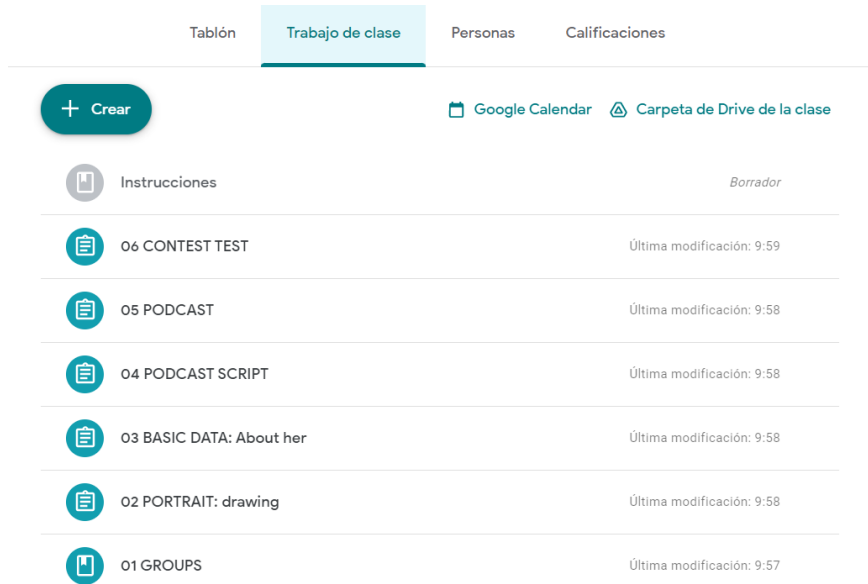 Tablón Trabajo de clase Personas Calificaciones
Crear Google Calendar Carpeta de Drive de la clase
Instrucciones Borrador
06 CONTEST TEST Última modificación: 9:59
05 PODCAST Última modificación: 9:58
04 PODCAST SCRIPT Última modificación: 9:58
03 BASIC DATA: About her Última modificación: 9:58
02 PORTRAIT: drawing Última modificación: 9:58
01 GROUPS Última modificación: 9:57